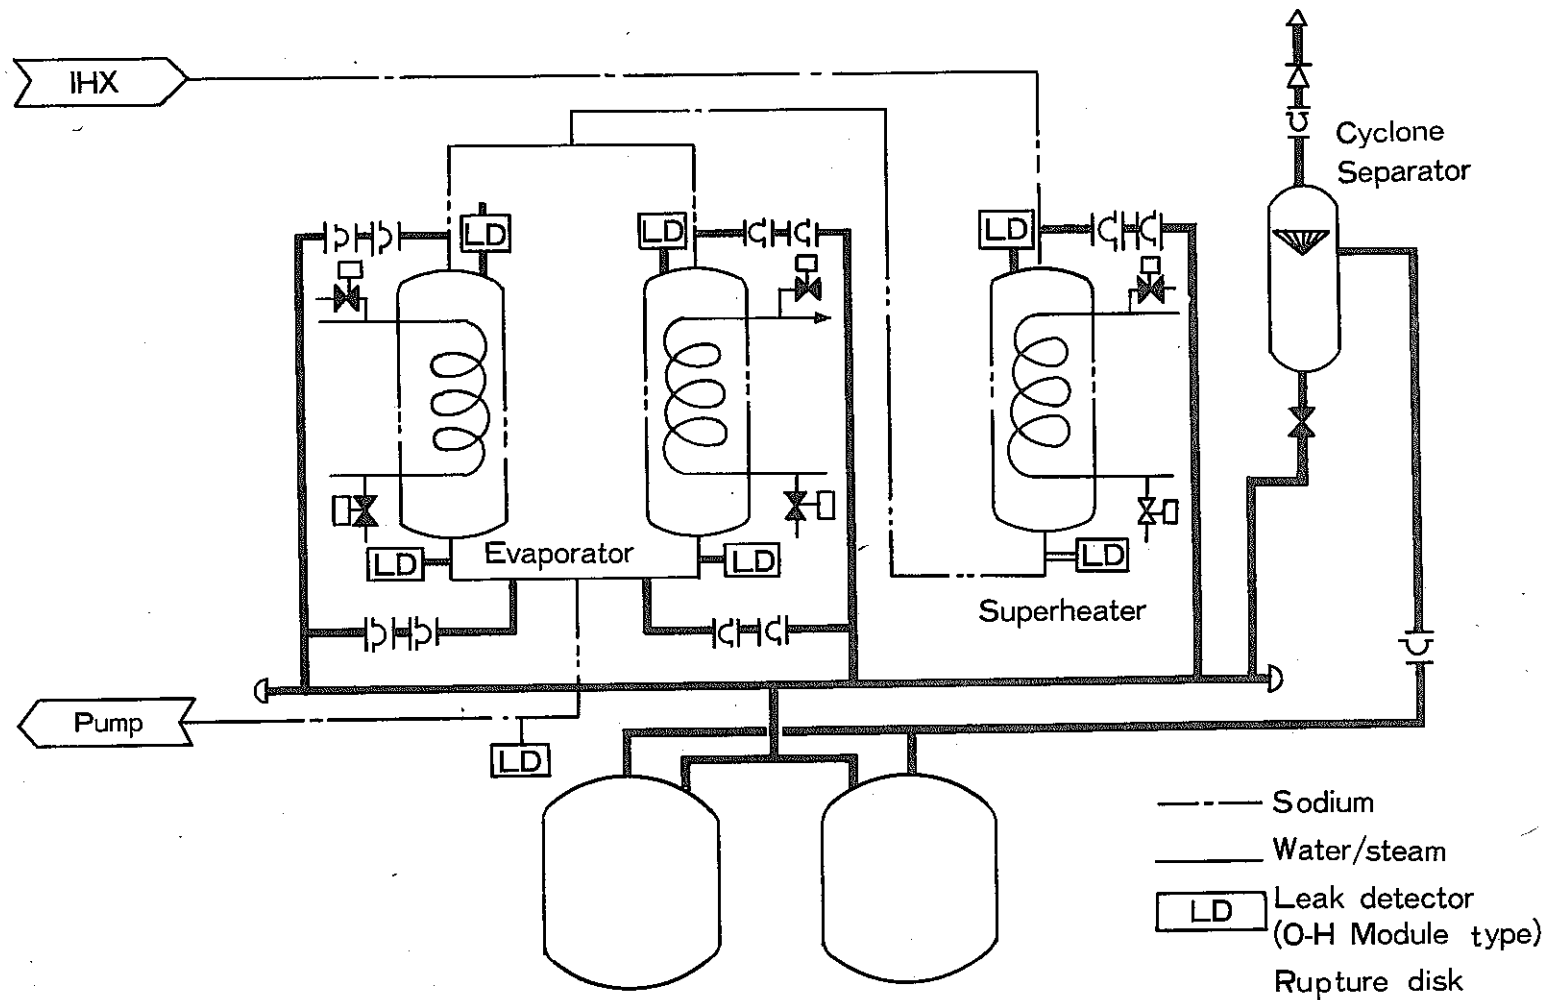 IHX
Cyclone
Separator
LD
LD
LD
Evaporator
LD
LD
LD
Superheater
Pump
LD
Sodium
Water/steam
LD
Leak detector
(O-H Module type)
Rupture disk